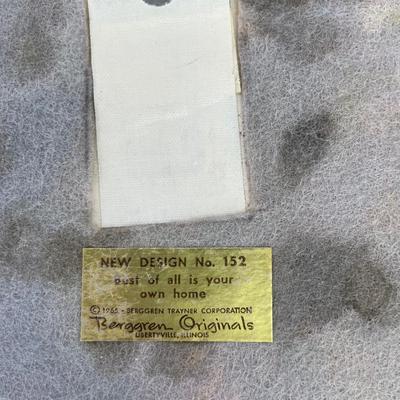 NEW DESIGN No. 152
Best of all is your
own home
© 1965 - BERGGREN TRAYNER CORPORATION
Berggren Originals
LIBERTYVILLE, ILLINOIS